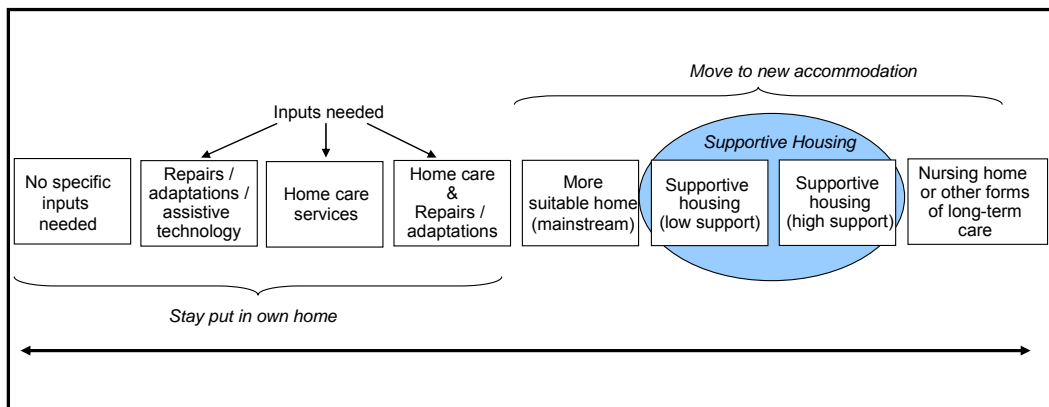 Move to new accommodation
Inputs needed
Supportive Housing
No specific
inputs
needed
Repairs /
adaptations /
assistive
technology
Home care
services
Home care
&
Repairs /
adaptations
More
suitable home
(mainstream)
Supportive
housing
(low support)
Supportive
housing
(high support)
Nursing home
or other forms
of long-term
care
Stay put in own home